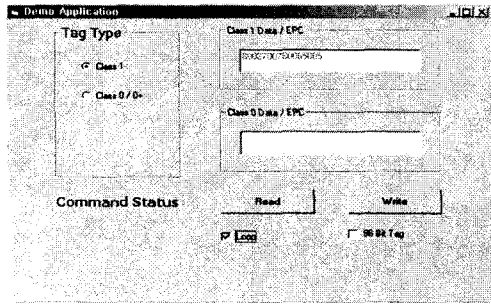 Demo Application
Tag Type
Class 1
Class 0 / 0+
Class 1 Data / EPC
Class 0 Data / EPC
Command Status
Read
Write
Loop
96 Bit Tag